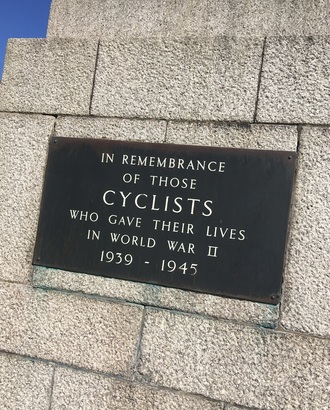 IN REMEMBRANCE
OF THOSE
CYCLISTS
WHO GAVE THEIR LIVES
IN WORLD WAR II
1939 - 1945